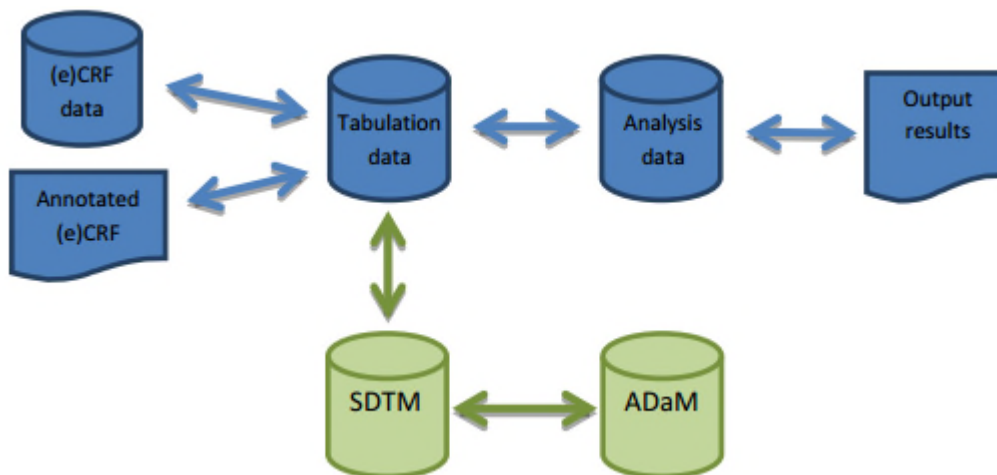 (e)CRF
data
Annotated
(e)CRF
Tabulation
data
Analysis
data
Output
results
SDTM
ADaM